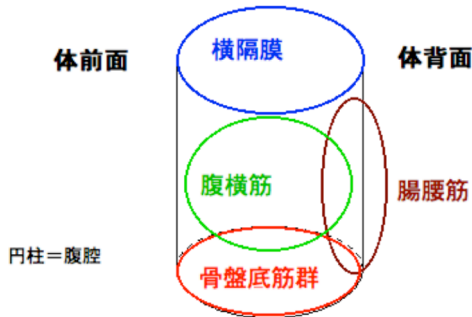 横隔膜
体前面
体背面
腹横筋
腸腰筋
円柱＝腹腔
骨盤底筋群